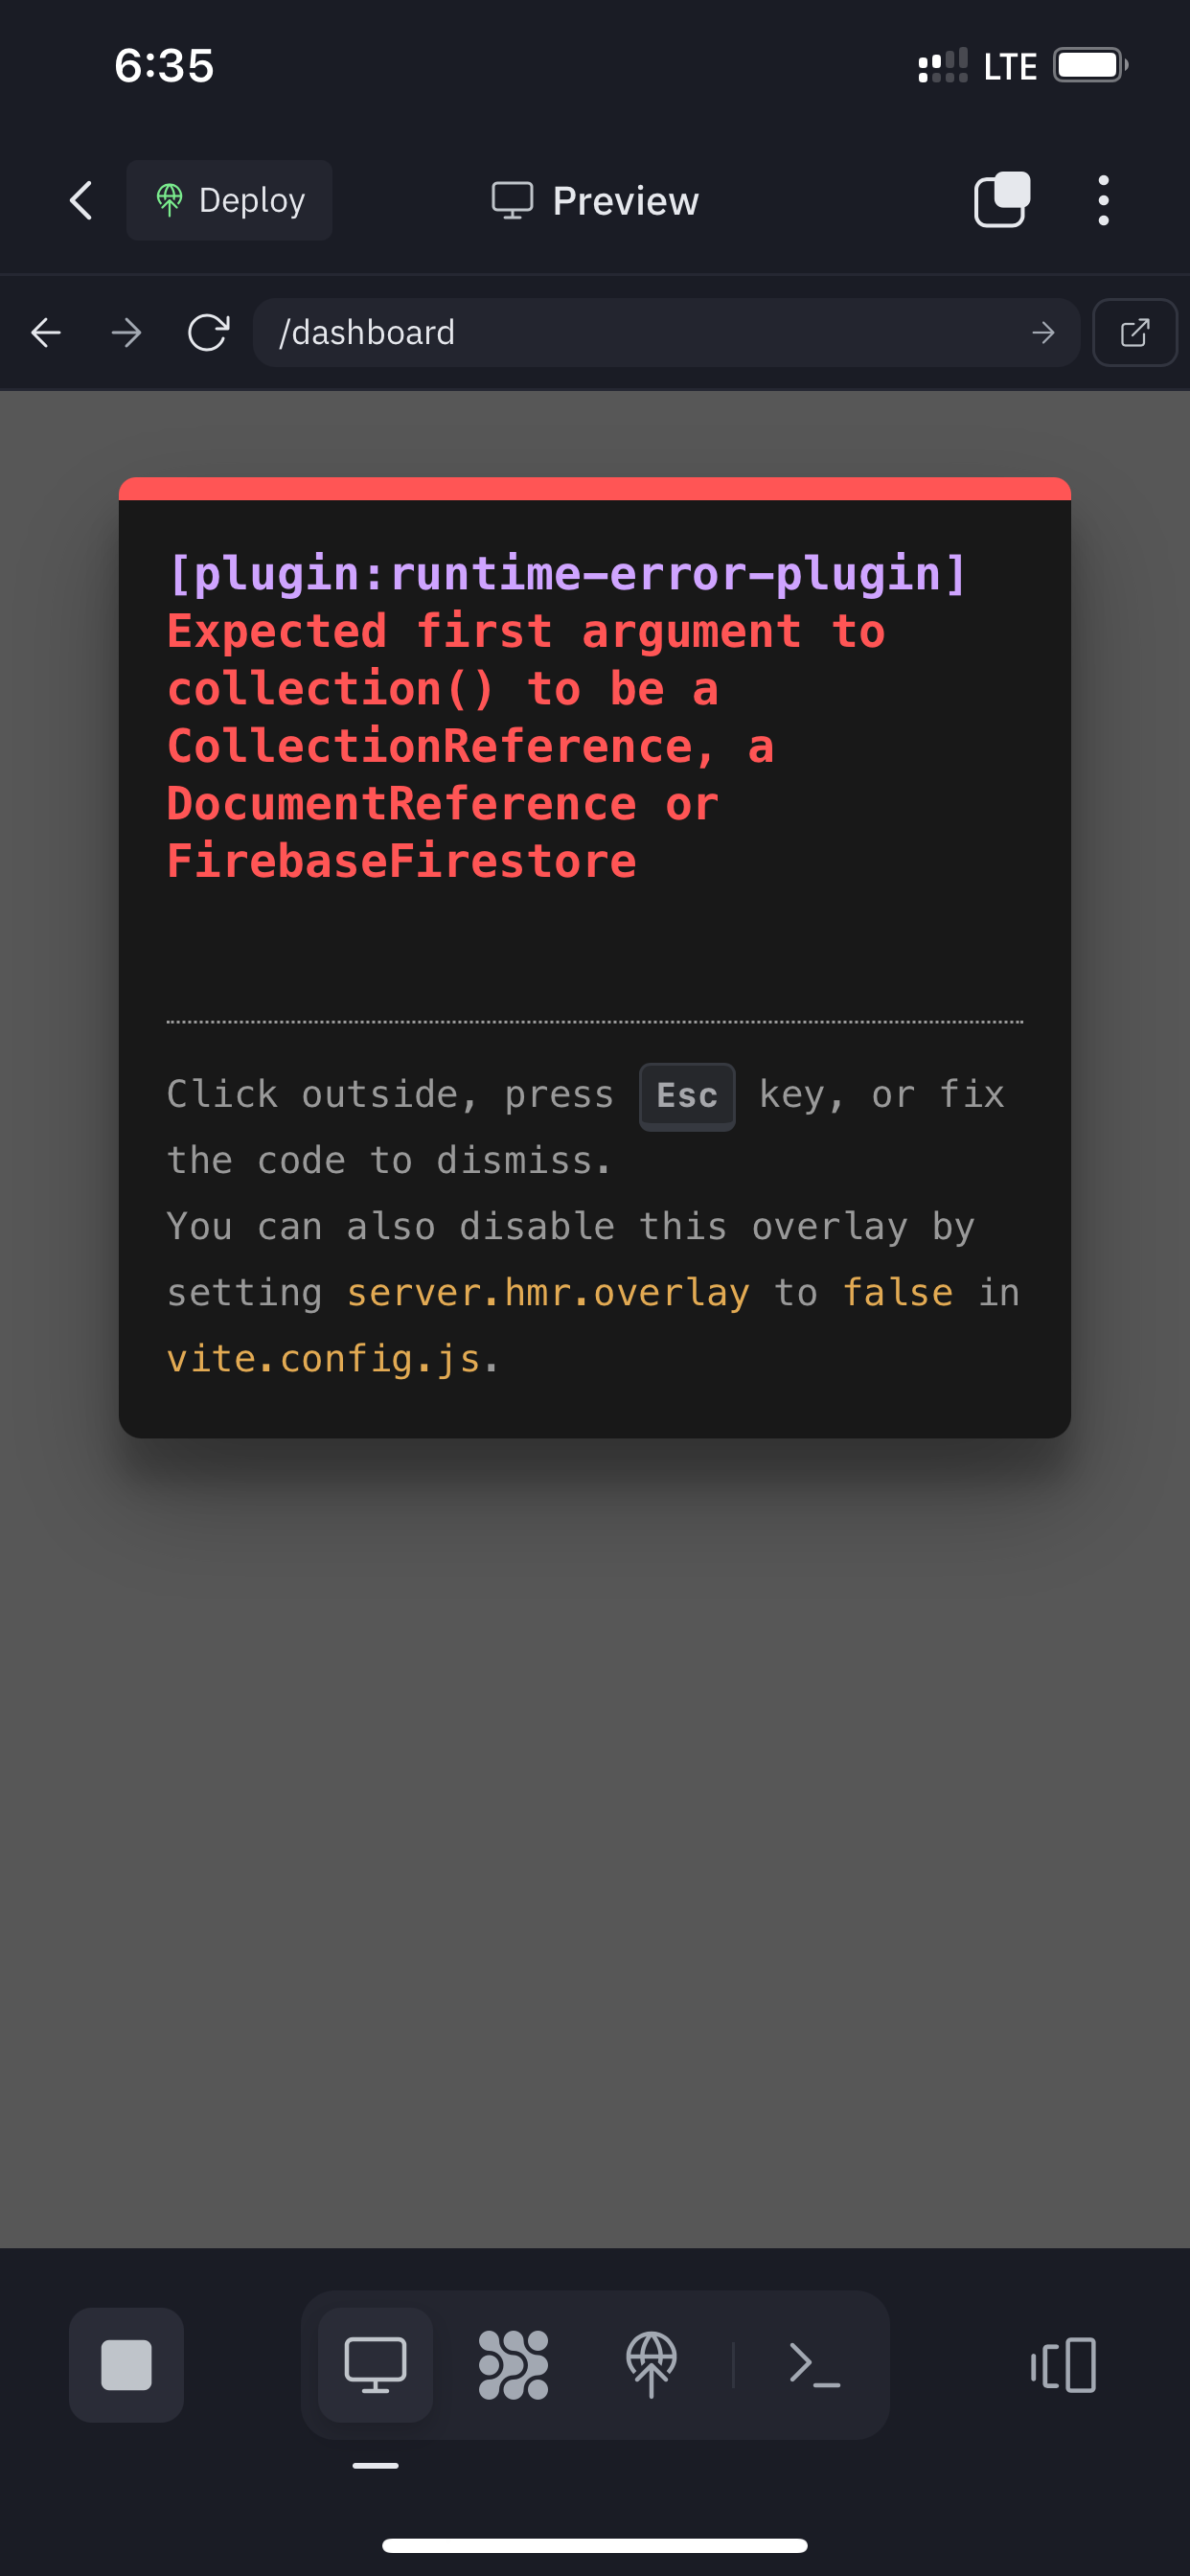 6:35
LTE
Deploy
Preview
/dashboard
[plugin:runtime-error-plugin]
Expected first argument to
collection() to be a
CollectionReference, a
DocumentReference or
FirebaseFirestore
Click outside, press Esc key, or fix
the code to dismiss.
You can also disable this overlay by
setting server.hmr.overlay to false in
vite.config.js.